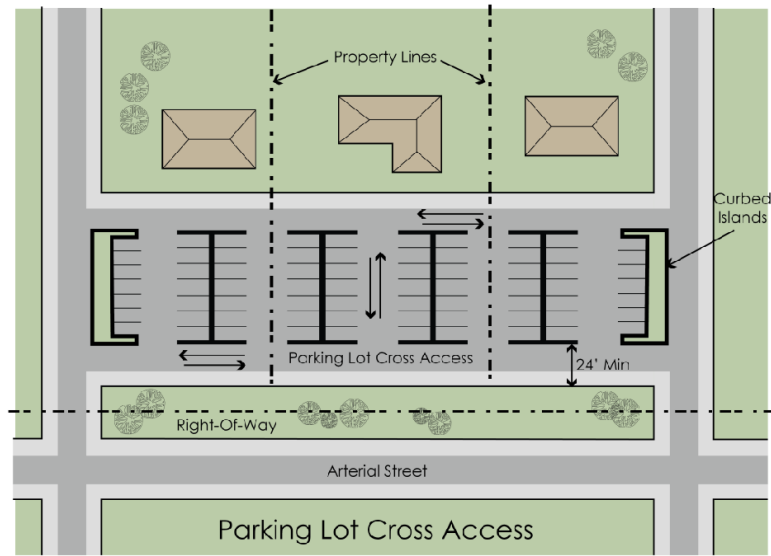 Property Lines
Curbed
Islands
Parking Lot Cross Access
24' Min
Right-Of-Way
Arterial Street
Parking Lot Cross Access